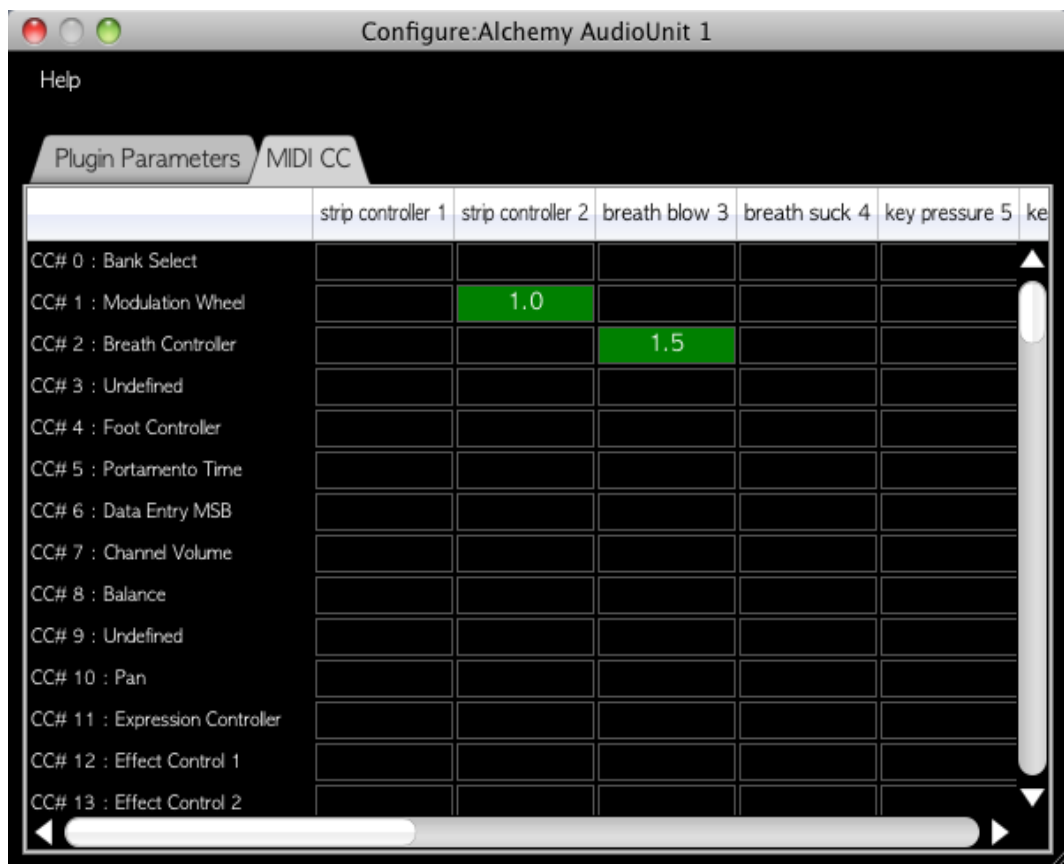 Configure:Alchemy AudioUnit 1
Help
Plugin Parameters MIDI CC
strip controller 1 strip controller 2 breath blow 3 breath suck 4 key pressure 5 ke
CC# 0 : Bank Select
CC# 1 : Modulation Wheel 1.0
CC# 2 : Breath Controller 1.5
CC# 3 : Undefined
CC# 4 : Foot Controller
CC# 5 : Portamento Time
CC# 6 : Data Entry MSB
CC# 7 : Channel Volume
CC# 8 : Balance
CC# 9 : Undefined
CC# 10 : Pan
CC# 11 : Expression Controller
CC# 12 : Effect Control 1
CC# 13 : Effect Control 2